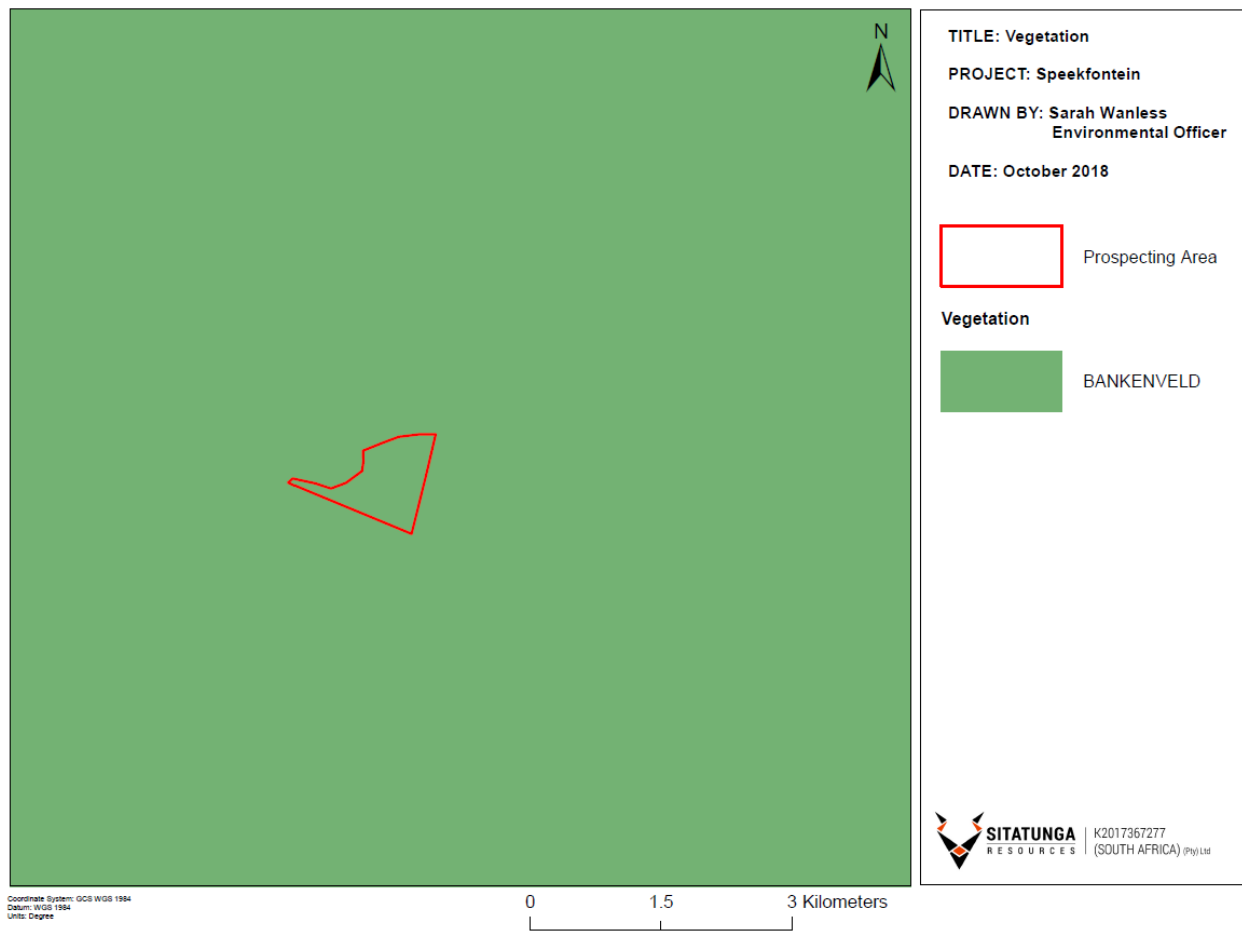 N
TITLE: Vegetation
PROJECT: Speekfontein
DRAWN BY: Sarah Wanless
Environmental Officer
DATE: October 2018
Prospecting Area
Vegetation
BANKENVELD
SITATUNGA
RESOURCES
K2017367277
(SOUTH AFRICA) (Pty) Ltd
Coordinate System: GCS WGS 1984
Datum: WGS 1984
Units: Degree
0 1.5 3 Kilometers